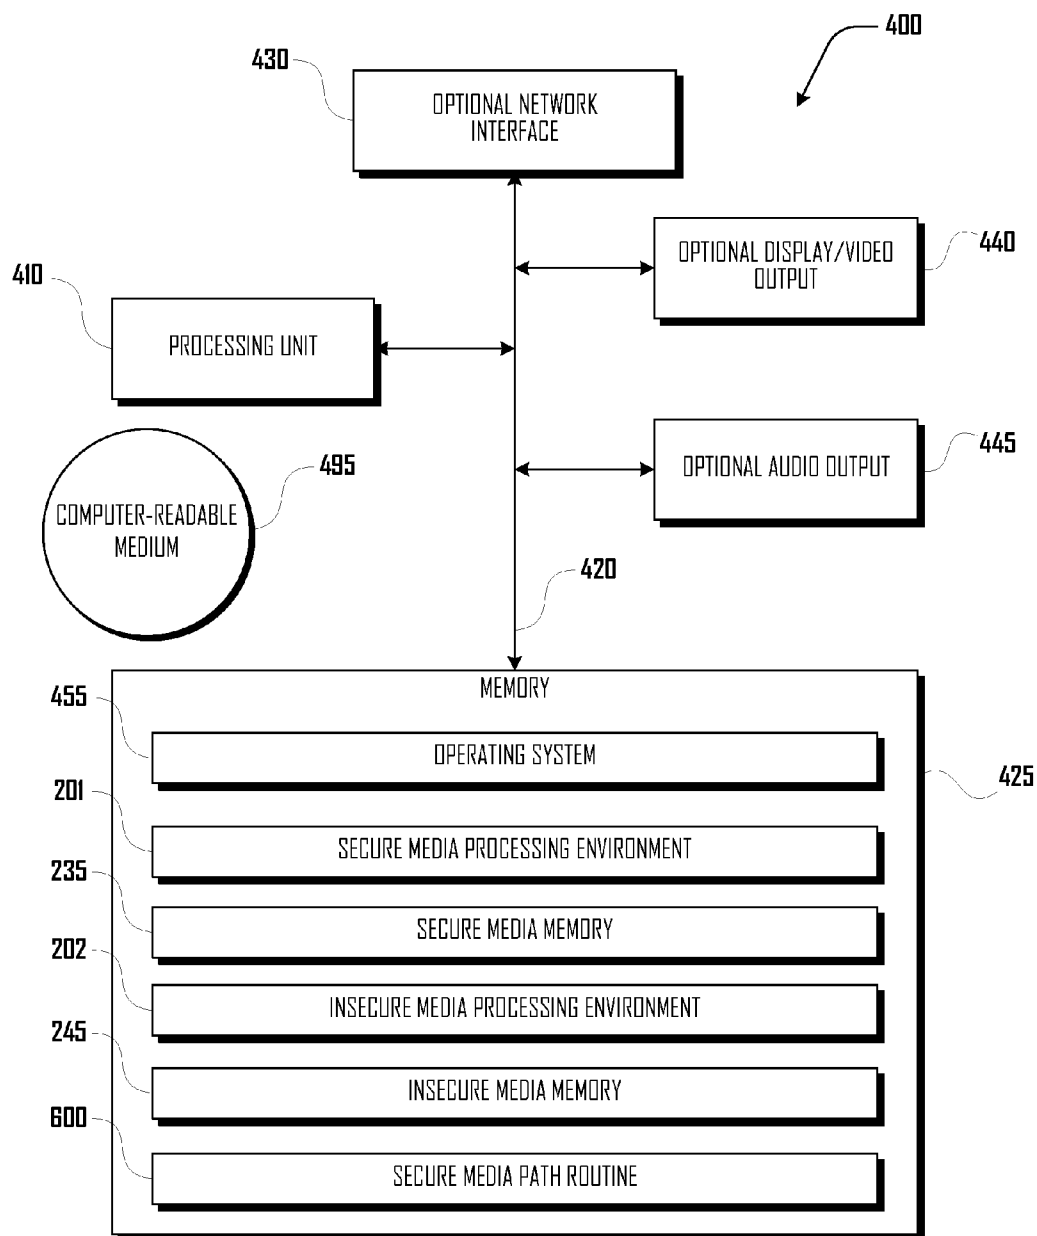 400
430
OPTIONAL NETWORK
INTERFACE
440
OPTIONAL DISPLAY/VIDEO
OUTPUT
410
PROCESSING UNIT
445
OPTIONAL AUDIO OUTPUT
495
COMPUTER-READABLE
MEDIUM
420
MEMORY
455
OPERATING SYSTEM
425
201
SECURE MEDIA PROCESSING ENVIRONMENT
235
SECURE MEDIA MEMORY
202
INSECURE MEDIA PROCESSING ENVIRONMENT
245
INSECURE MEDIA MEMORY
600
SECURE MEDIA PATH ROUTINE